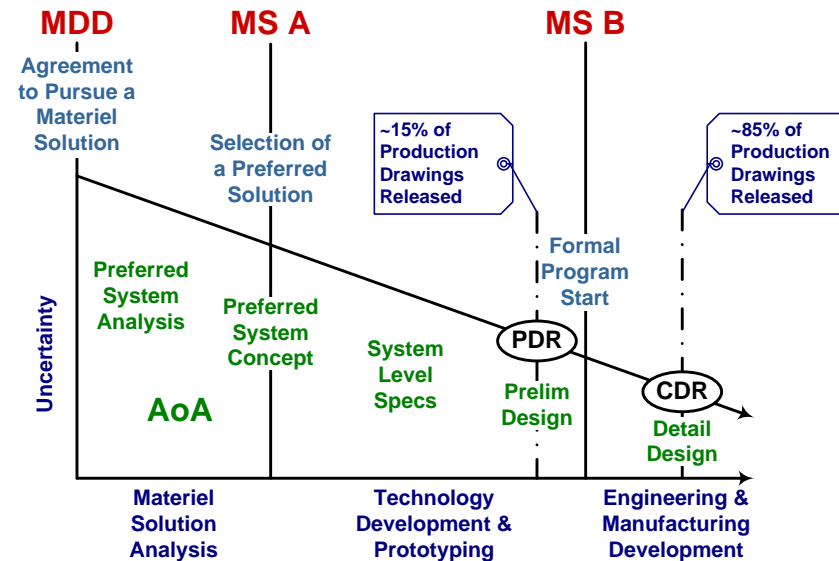 MDD
MS A
MS B
Agreement
to Pursue a
Materiel
Solution
Selection of
a Preferred
Solution
~15% of
Production
Drawings
Released
~85% of
Production
Drawings
Released
Formal
Program
Start
Preferred
System
Analysis
Preferred
System
Concept
System
Level
Specs
PDR
Prelim
Design
CDR
Detail
Design
AoA
Uncertainty
Materiel
Solution
Analysis
Technology
Development &
Prototyping
Engineering &
Manufacturing
Development